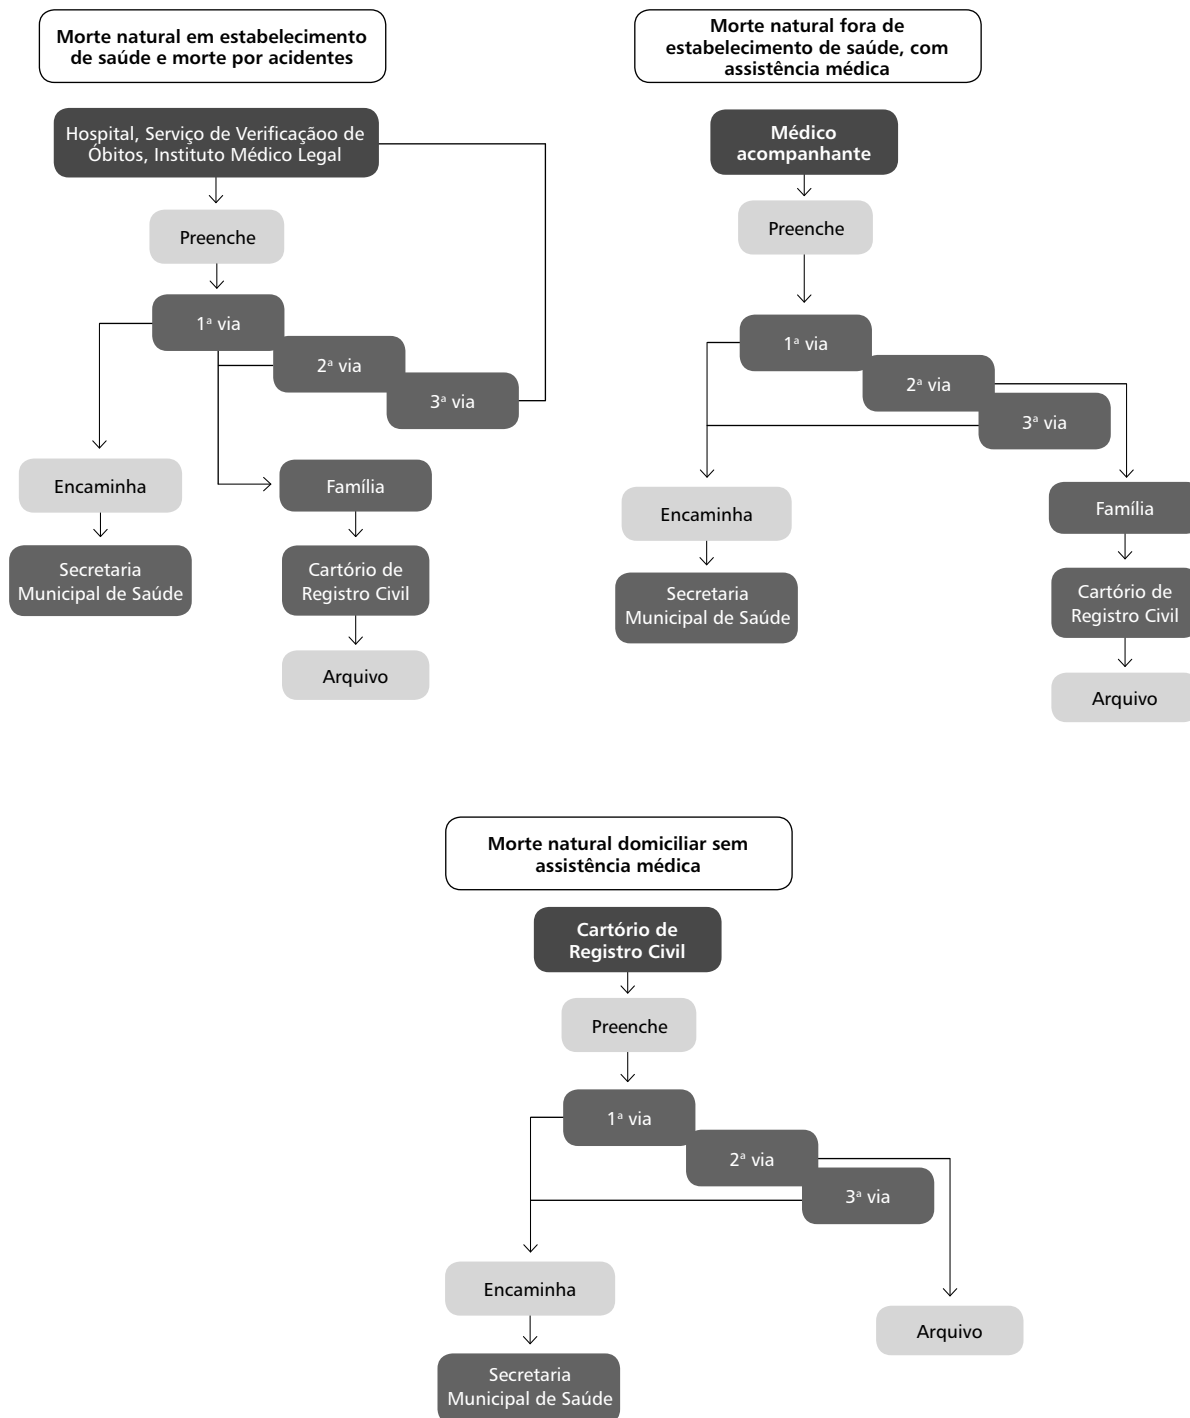 Morte natural em estabelecimento
de saúde e morte por acidentes
Hospital, Serviço de Verificaçãoo de
Óbitos, Instituto Médico Legal
Preenche
1ª via
2ª via
3ª via
Encaminha
Secretaria
Municipal de Saúde
Família
Cartório de
Registro Civil
Arquivo
Morte natural fora de
estabelecimento de saúde, com
assistência médica
Médico
acompanhante
Preenche
1ª via
2ª via
3ª via
Encaminha
Secretaria
Municipal de Saúde
Família
Cartório de
Registro Civil
Arquivo
Morte natural domiciliar sem
assistência médica
Cartório de
Registro Civil
Preenche
1ª via
2ª via
3ª via
Encaminha
Secretaria
Municipal de Saúde
Arquivo